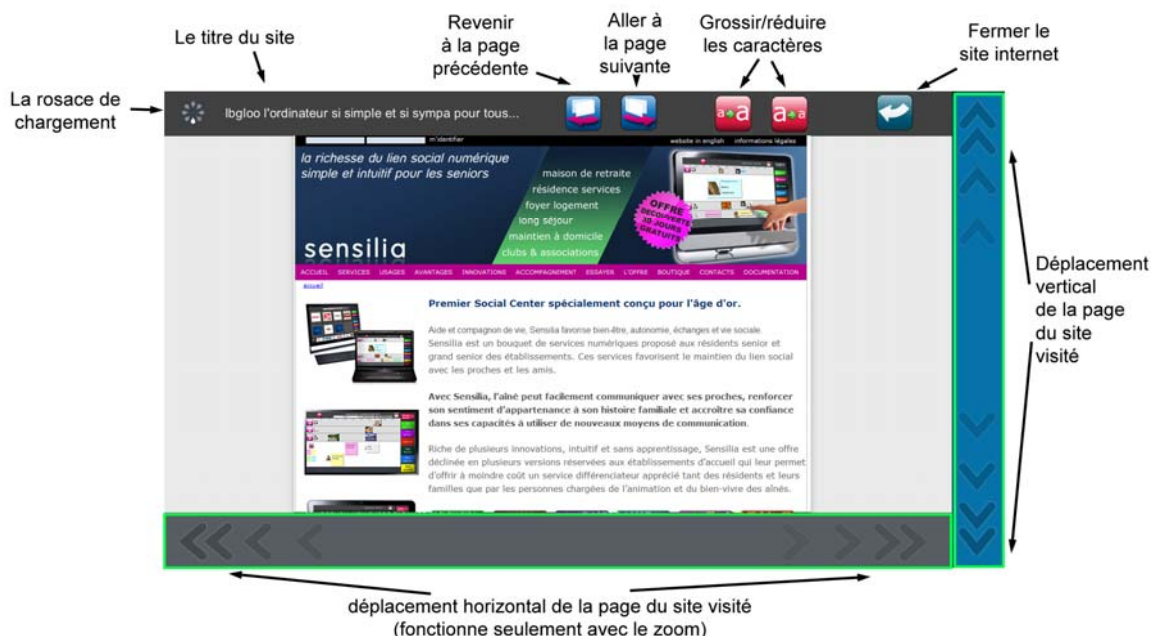 Le titre du site
Revenir
à la page
précédente
Aller à
la page
suivante
Grossir/réduire
les caractères
Fermer le
site internet
La rosace de
chargement
Ibgloo l'ordinateur si simple et si sympa pour tous...
a a
a a
m'identifier
website in english informations légales
la richesse du lien social numérique
simple et intuitif pour les seniors
maison de retraite
résidence services
foyer logement
long séjour
maintien à domicile
clubs & associations
OFFRE
DECOUVERTE
15 JOURS
GRATUITS
sensilia
ACCUEIL SERVICES USAGES AVANTAGES INNOVATIONS ACCOMPAGNEMENT ESSAYER L'OFFRE BOUTIQUE CONTACTS DOCUMENTATION
accueil
Premier Social Center spécialement conçu pour l'âge d'or.
Aide et compagnon de vie, Sensilia favorise bien-être, autonomie, échanges et vie sociale.
Sensilia est un bouquet de services numériques proposé aux résidents senior et
grand senior des établissements. Ces services favorisent le maintien du lien social
avec les proches et les amis.
Avec Sensilia, l'aîné peut facilement communiquer avec ses proches, renforcer
son sentiment d'appartenance à son histoire familiale et accroître sa confiance
dans ses capacités à utiliser de nouveaux moyens de communication.
Riche de plusieurs innovations, intuitif et sans apprentissage, Sensilia est une offre
déclinée en plusieurs versions réservées aux établissements d'accueil qui leur permet
d'offrir à moindre coût un service différenciateur apprécié tant des résidents et leurs
familles que par les personnes chargées de l'animation et du bien-vivre des aînés.
Déplacement
vertical
de la page
du site
visité
déplacement horizontal de la page du site visité
(fonctionne seulement avec le zoom)